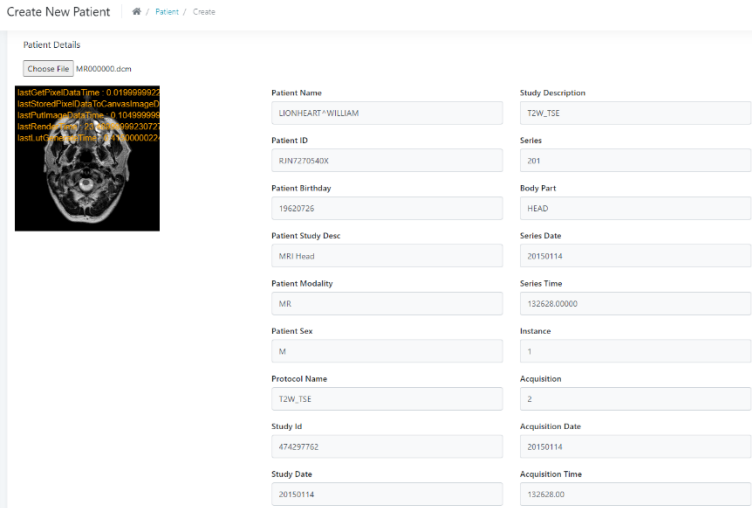 Create New Patient / Patient / Create
Patient Details
Choose File MR000000.dcm
lastGetPixelDataTime : 0.0199999922
lastStoredPixelDataToCanvasImageD
lastPutImageDataTime : 0.104999999
Patient Name
LIONHEART^WILLIAM
Patient ID
RJN7270540X
Patient Birthday
19620726
Patient Study Desc
MRI Head
Patient Modality
MR
Patient Sex
M
Protocol Name
T2W_TSE
Study Id
474297762
Study Date
20150114
Study Description
T2W_TSE
Series
201
Body Part
HEAD
Series Date
20150114
Series Time
132628.00000
Instance
1
Acquisition
2
Acquisition Date
20150114
Acquisition Time
132628.00